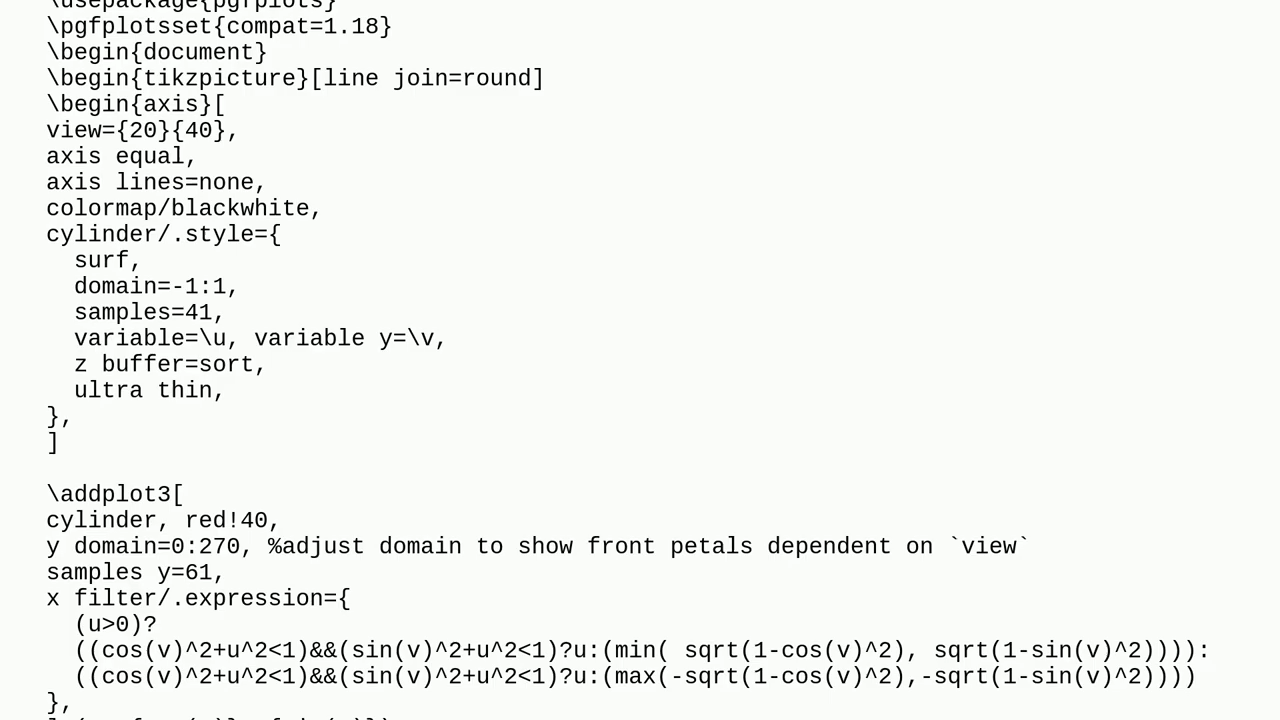 \usepackage{pgfplots}
\pgfplotsset{compat=1.18}
\begin{document}
\begin{tikzpicture}[line join=round]
\begin{axis}[
view={20}{40},
axis equal,
axis lines=none,
colormap/blackwhite,
cylinder/.style={
  surf,
  domain=-1:1,
  samples=41,
  variable=\u, variable y=\v,
  z buffer=sort,
  ultra thin,
},
]

\addplot3[
cylinder, red!40,
y domain=0:270, %adjust domain to show front petals dependent on `view`
samples y=61,
x filter/.expression={
  (u>0)?
  ((cos(v)^2+u^2<1)&&(sin(v)^2+u^2<1)?u:(min( sqrt(1-cos(v)^2), sqrt(1-sin(v)^2)))):
  ((cos(v)^2+u^2<1)&&(sin(v)^2+u^2<1)?u:(max(-sqrt(1-cos(v)^2),-sqrt(1-sin(v)^2))))
},